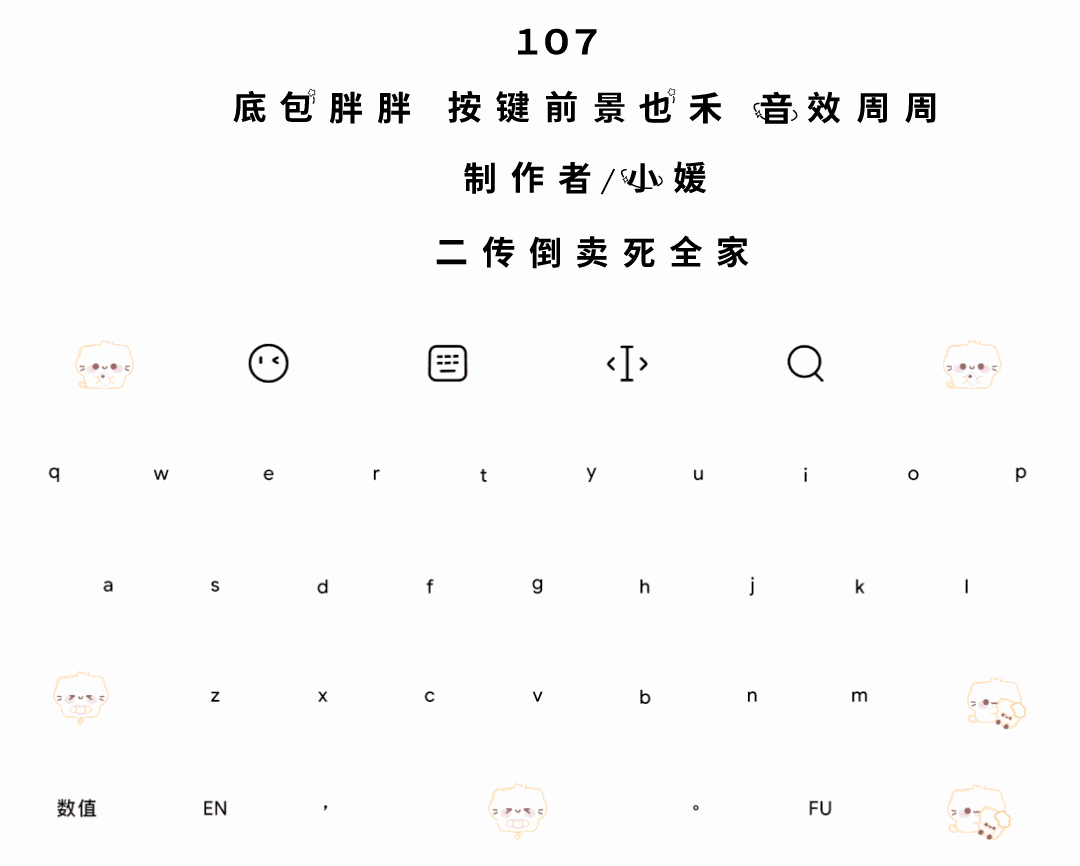 107
底包胖胖 按键前景也禾 音效周周
制作者/小媛
二传倒卖死全家
q w e r t y u i o p
a s d f g h j k l
z x c v b n m
数值 EN , 。 FU